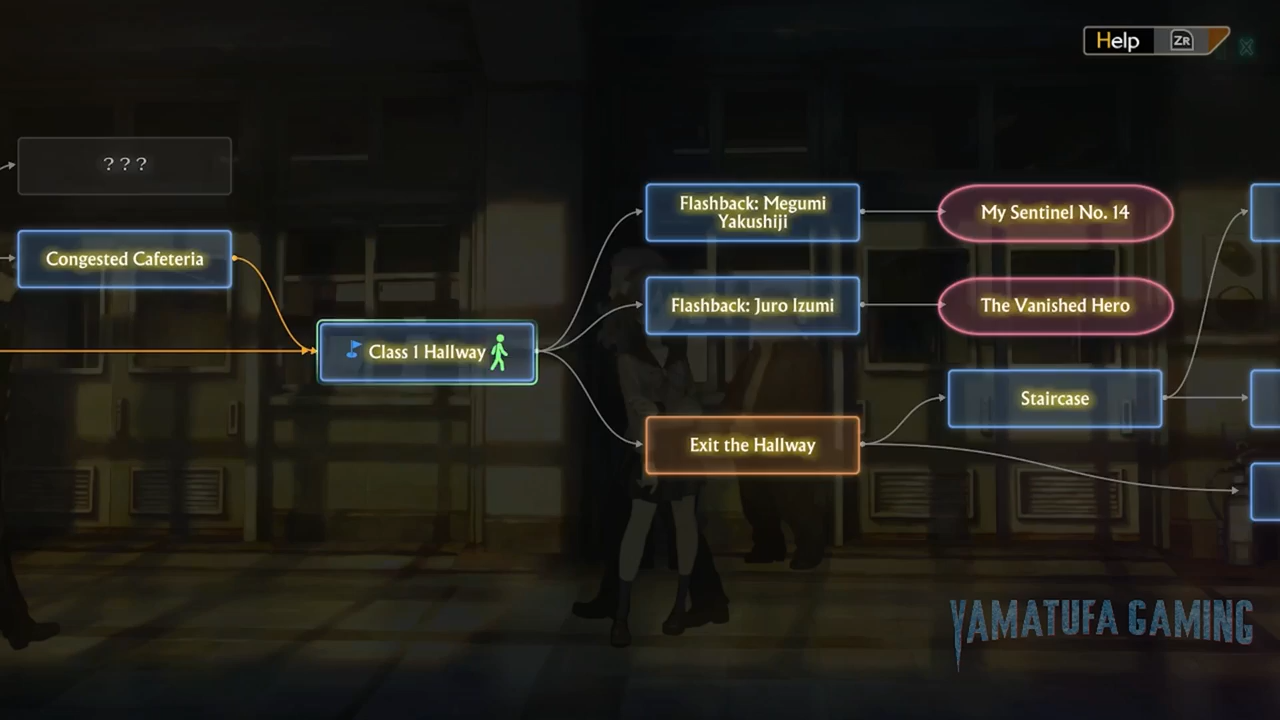 Help ZR
???
Congested Cafeteria
Class 1 Hallway
Flashback: Megumi
Yakushiji
My Sentinel No. 14
Flashback: Juro Izumi
The Vanished Hero
Staircase
Exit the Hallway
YAMATUFA GAMING